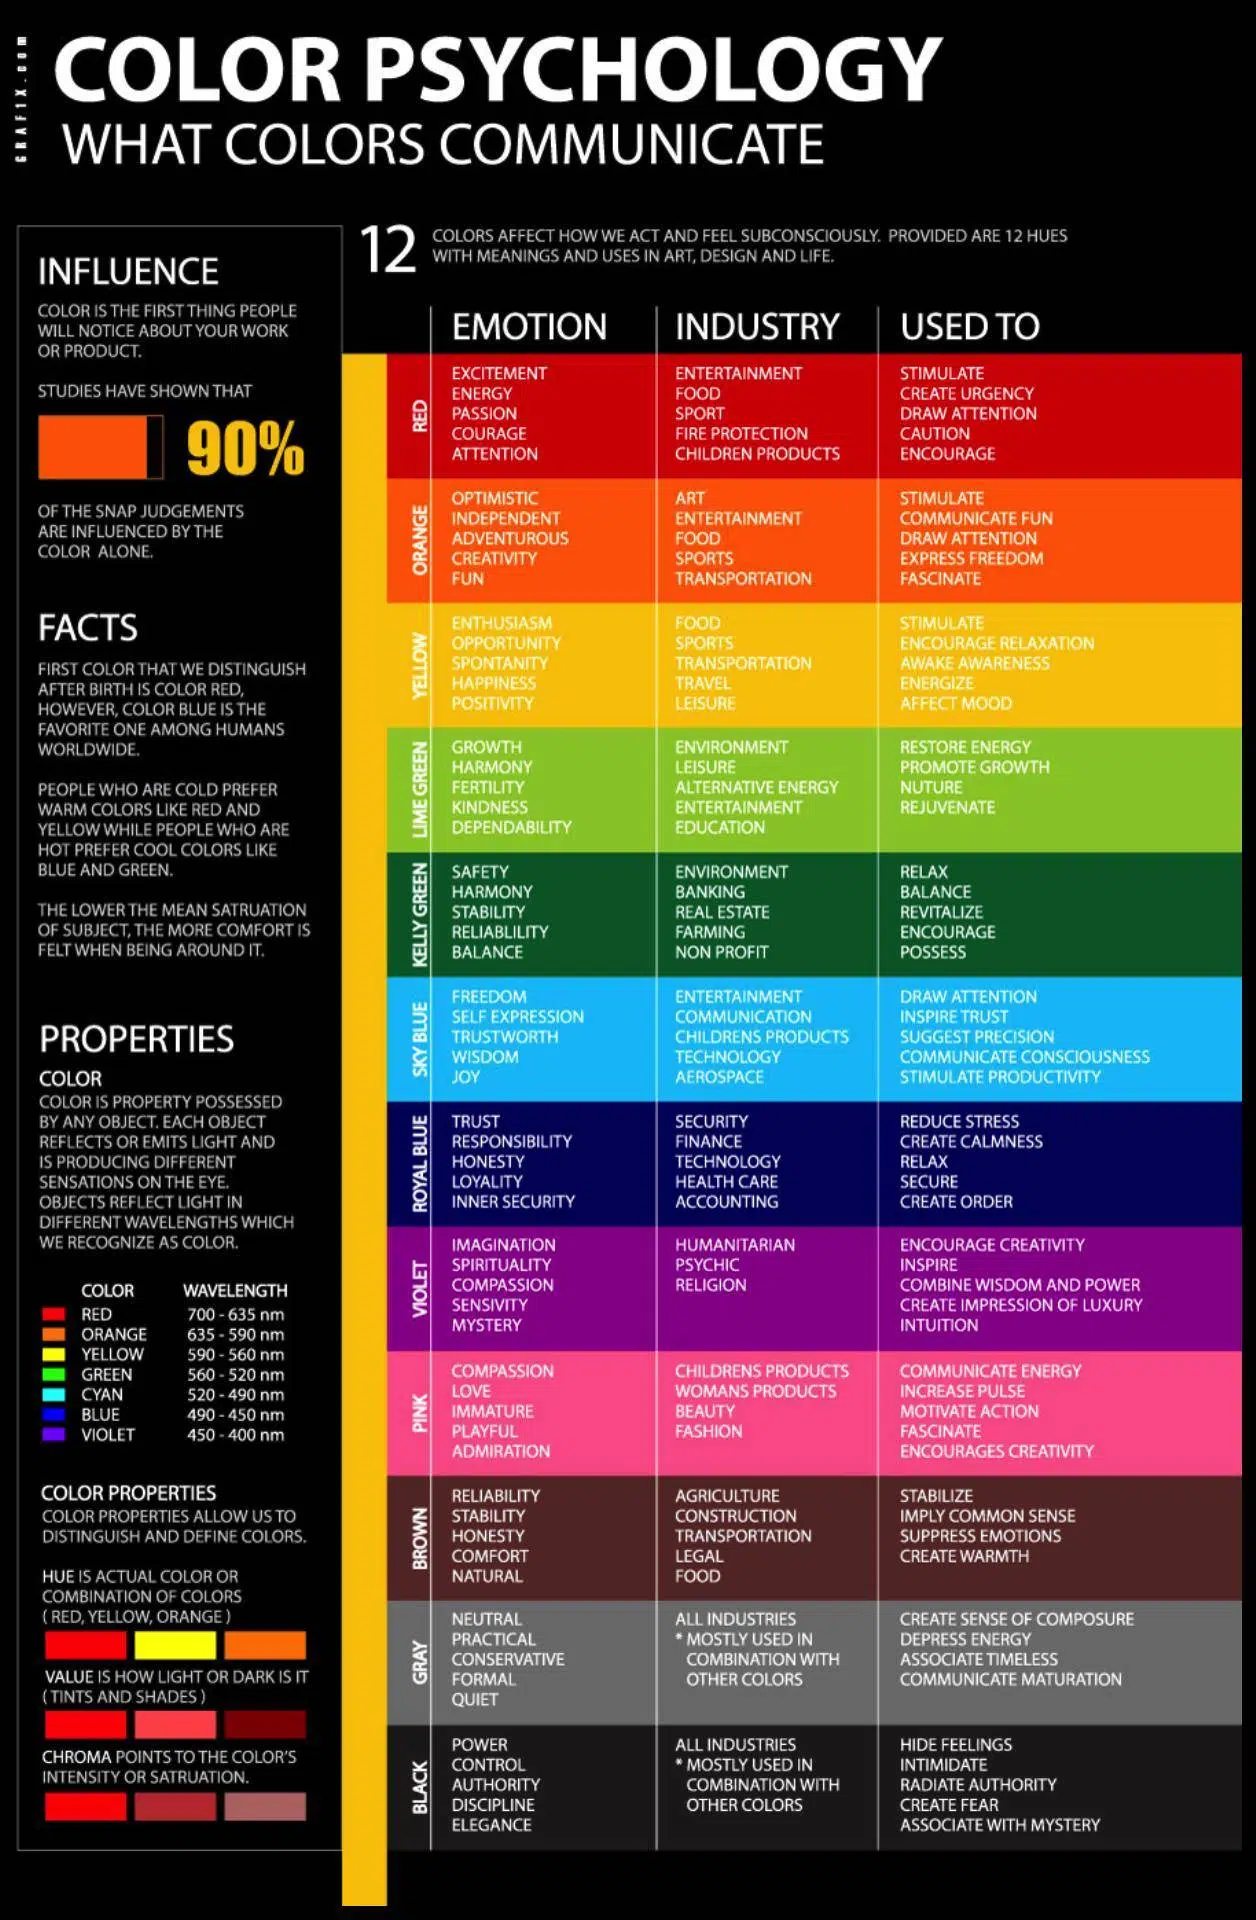 GRAF1X.COM
COLOR PSYCHOLOGY
WHAT COLORS COMMUNICATE
INFLUENCE
COLOR IS THE FIRST THING PEOPLE
WILL NOTICE ABOUT YOUR WORK
OR PRODUCT.
STUDIES HAVE SHOWN THAT
90%
OF THE SNAP JUDGEMENTS
ARE INFLUENCED BY THE
COLOR ALONE.
FACTS
FIRST COLOR THAT WE DISTINGUISH
AFTER BIRTH IS COLOR RED,
HOWEVER, COLOR BLUE IS THE
FAVORITE ONE AMONG HUMANS
WORLDWIDE.
PEOPLE WHO ARE COLD PREFER
WARM COLORS LIKE RED AND
YELLOW WHILE PEOPLE WHO ARE
HOT PREFER COOL COLORS LIKE
BLUE AND GREEN.
THE LOWER THE MEAN SATRUATION
OF SUBJECT, THE MORE COMFORT IS
FELT WHEN BEING AROUND IT.
PROPERTIES
COLOR
COLOR IS PROPERTY POSSESSED
BY ANY OBJECT. EACH OBJECT
REFLECTS OR EMITS LIGHT AND
IS PRODUCING DIFFERENT
SENSATIONS ON THE EYE.
OBJECTS REFLECT LIGHT IN
DIFFERENT WAVELENGTHS WHICH
WE RECOGNIZE AS COLOR.
COLOR WAVELENGTH
RED 700 - 635 nm
ORANGE 635 - 590 nm
YELLOW 590 - 560 nm
GREEN 560 - 520 nm
CYAN 520 - 490 nm
BLUE 490 - 450 nm
VIOLET 450 - 400 nm
COLOR PROPERTIES
COLOR PROPERTIES ALLOW US TO
DISTINGUISH AND DEFINE COLORS.
HUE IS ACTUAL COLOR OR
COMBINATION OF COLORS
( RED, YELLOW, ORANGE )
VALUE IS HOW LIGHT OR DARK IS IT
( TINTS AND SHADES )
CHROMA POINTS TO THE COLOR'S
INTENSITY OR SATRUATION.
12
COLORS AFFECT HOW WE ACT AND FEEL SUBCONSCIOUSLY. PROVIDED ARE 12 HUES
WITH MEANINGS AND USES IN ART, DESIGN AND LIFE.
EMOTION INDUSTRY USED TO
RED
EXCITEMENT ENTERTAINMENT STIMULATE
ENERGY FOOD CREATE URGENCY
PASSION SPORT DRAW ATTENTION
COURAGE FIRE PROTECTION CAUTION
ATTENTION CHILDREN PRODUCTS ENCOURAGE
ORANGE
OPTIMISTIC ART STIMULATE
INDEPENDENT ENTERTAINMENT COMMUNICATE FUN
ADVENTUROUS FOOD DRAW ATTENTION
CREATIVITY SPORTS EXPRESS FREEDOM
FUN TRANSPORTATION FASCINATE
YELLOW
ENTHUSIASM FOOD STIMULATE
OPPORTUNITY SPORTS ENCOURAGE RELAXATION
SPONTANITY TRANSPORTATION AWAKE AWARENESS
HAPPINESS TRAVEL ENERGIZE
POSITIVITY LEISURE AFFECT MOOD
LIME GREEN
GROWTH ENVIRONMENT RESTORE ENERGY
HARMONY LEISURE PROMOTE GROWTH
FERTILITY ALTERNATIVE ENERGY NUTURE
KINDNESS ENTERTAINMENT REJUVENATE
DEPENDABILITY EDUCATION
KELLY GREEN
SAFETY ENVIRONMENT RELAX
HARMONY BANKING BALANCE
STABILITY REAL ESTATE REVITALIZE
RELIABLILITY FARMING ENCOURAGE
BALANCE NON PROFIT POSSESS
SKY BLUE
FREEDOM ENTERTAINMENT DRAW ATTENTION
SELF EXPRESSION COMMUNICATION INSPIRE TRUST
TRUSTWORTH CHILDRENS PRODUCTS SUGGEST PRECISION
WISDOM TECHNOLOGY COMMUNICATE CONSCIOUSNESS
JOY AEROSPACE STIMULATE PRODUCTIVITY
ROYAL BLUE
TRUST SECURITY REDUCE STRESS
RESPONSIBILITY FINANCE CREATE CALMNESS
HONESTY TECHNOLOGY RELAX
LOYALITY HEALTH CARE SECURE
INNER SECURITY ACCOUNTING CREATE ORDER
VIOLET
IMAGINATION HUMANITARIAN ENCOURAGE CREATIVITY
SPIRITUALITY PSYCHIC INSPIRE
COMPASSION RELIGION COMBINE WISDOM AND POWER
SENSIVITY CREATE IMPRESSION OF LUXURY
MYSTERY INTUITION
PINK
COMPASSION CHILDRENS PRODUCTS COMMUNICATE ENERGY
LOVE WOMANS PRODUCTS INCREASE PULSE
IMMATURE BEAUTY MOTIVATE ACTION
PLAYFUL FASHION FASCINATE
ADMIRATION ENCOURAGES CREATIVITY
BROWN
RELIABILITY AGRICULTURE STABILIZE
STABILITY CONSTRUCTION IMPLY COMMON SENSE
HONESTY TRANSPORTATION SUPPRESS EMOTIONS
COMFORT LEGAL CREATE WARMTH
NATURAL FOOD
GRAY
NEUTRAL ALL INDUSTRIES CREATE SENSE OF COMPOSURE
PRACTICAL * MOSTLY USED IN DEPRESS ENERGY
CONSERVATIVE COMBINATION WITH ASSOCIATE TIMELESS
FORMAL OTHER COLORS COMMUNICATE MATURATION
QUIET
BLACK
POWER ALL INDUSTRIES HIDE FEELINGS
CONTROL * MOSTLY USED IN INTIMIDATE
AUTHORITY COMBINATION WITH RADIATE AUTHORITY
DISCIPLINE OTHER COLORS CREATE FEAR
ELEGANCE ASSOCIATE WITH MYSTERY